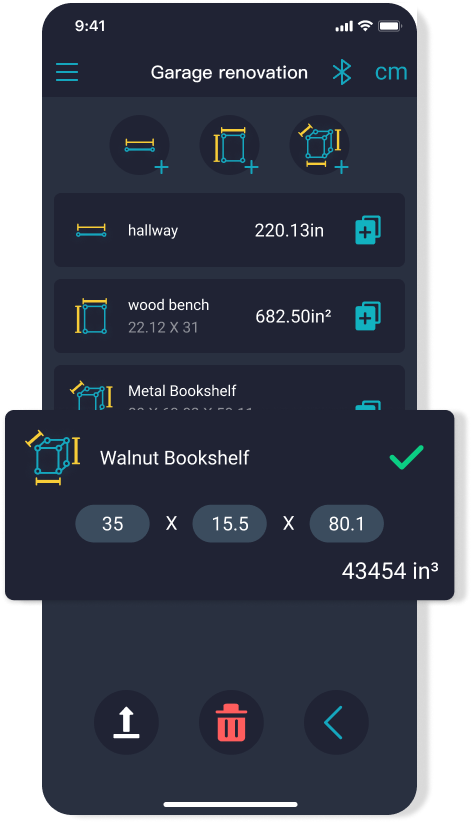 9:41
Garage renovation cm
hallway 220.13in
wood bench 682.50in²
22.12 X 31
Metal Bookshelf
Walnut Bookshelf
35 X 15.5 X 80.1
43454 in³